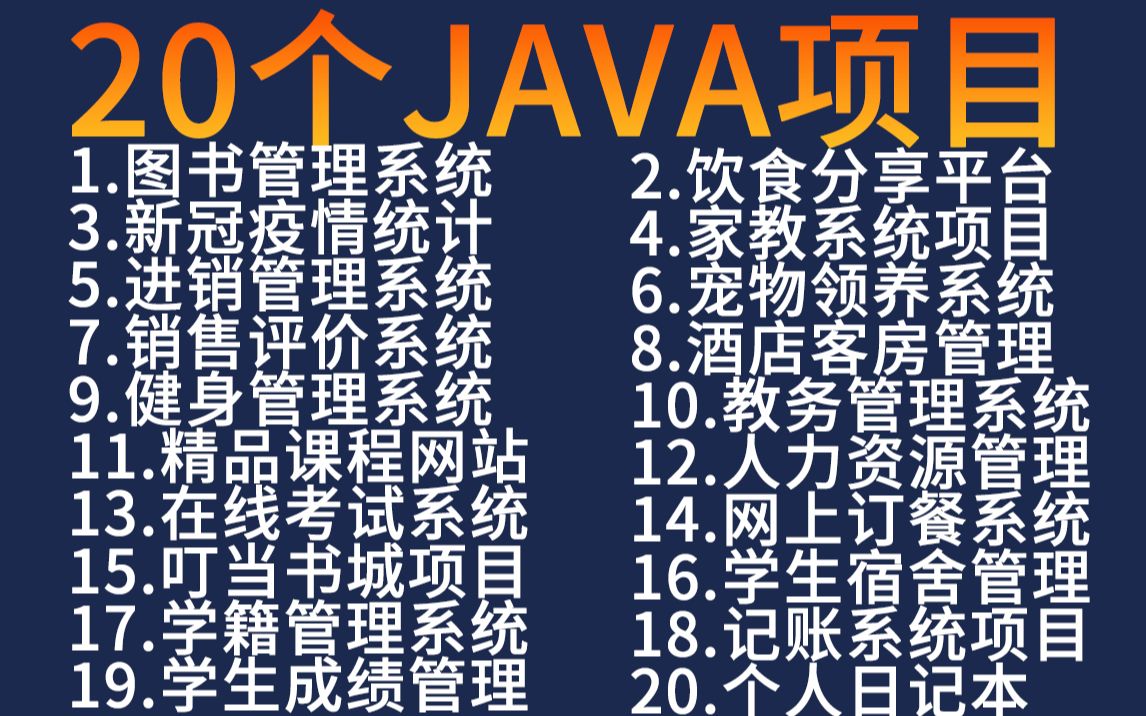 20个JAVA项目
1.图书管理系统
2.饮食分享平台
3.新冠疫情统计
4.家教系统项目
5.进销管理系统
6.宠物领养系统
7.销售评价系统
8.酒店客房管理
9.健身管理系统
10.教务管理系统
11.精品课程网站
12.人力资源管理
13.在线考试系统
14.网上订餐系统
15.叮当书城项目
16.学生宿舍管理
17.学籍管理系统
18.记账系统项目
19.学生成绩管理
20.个人日记本